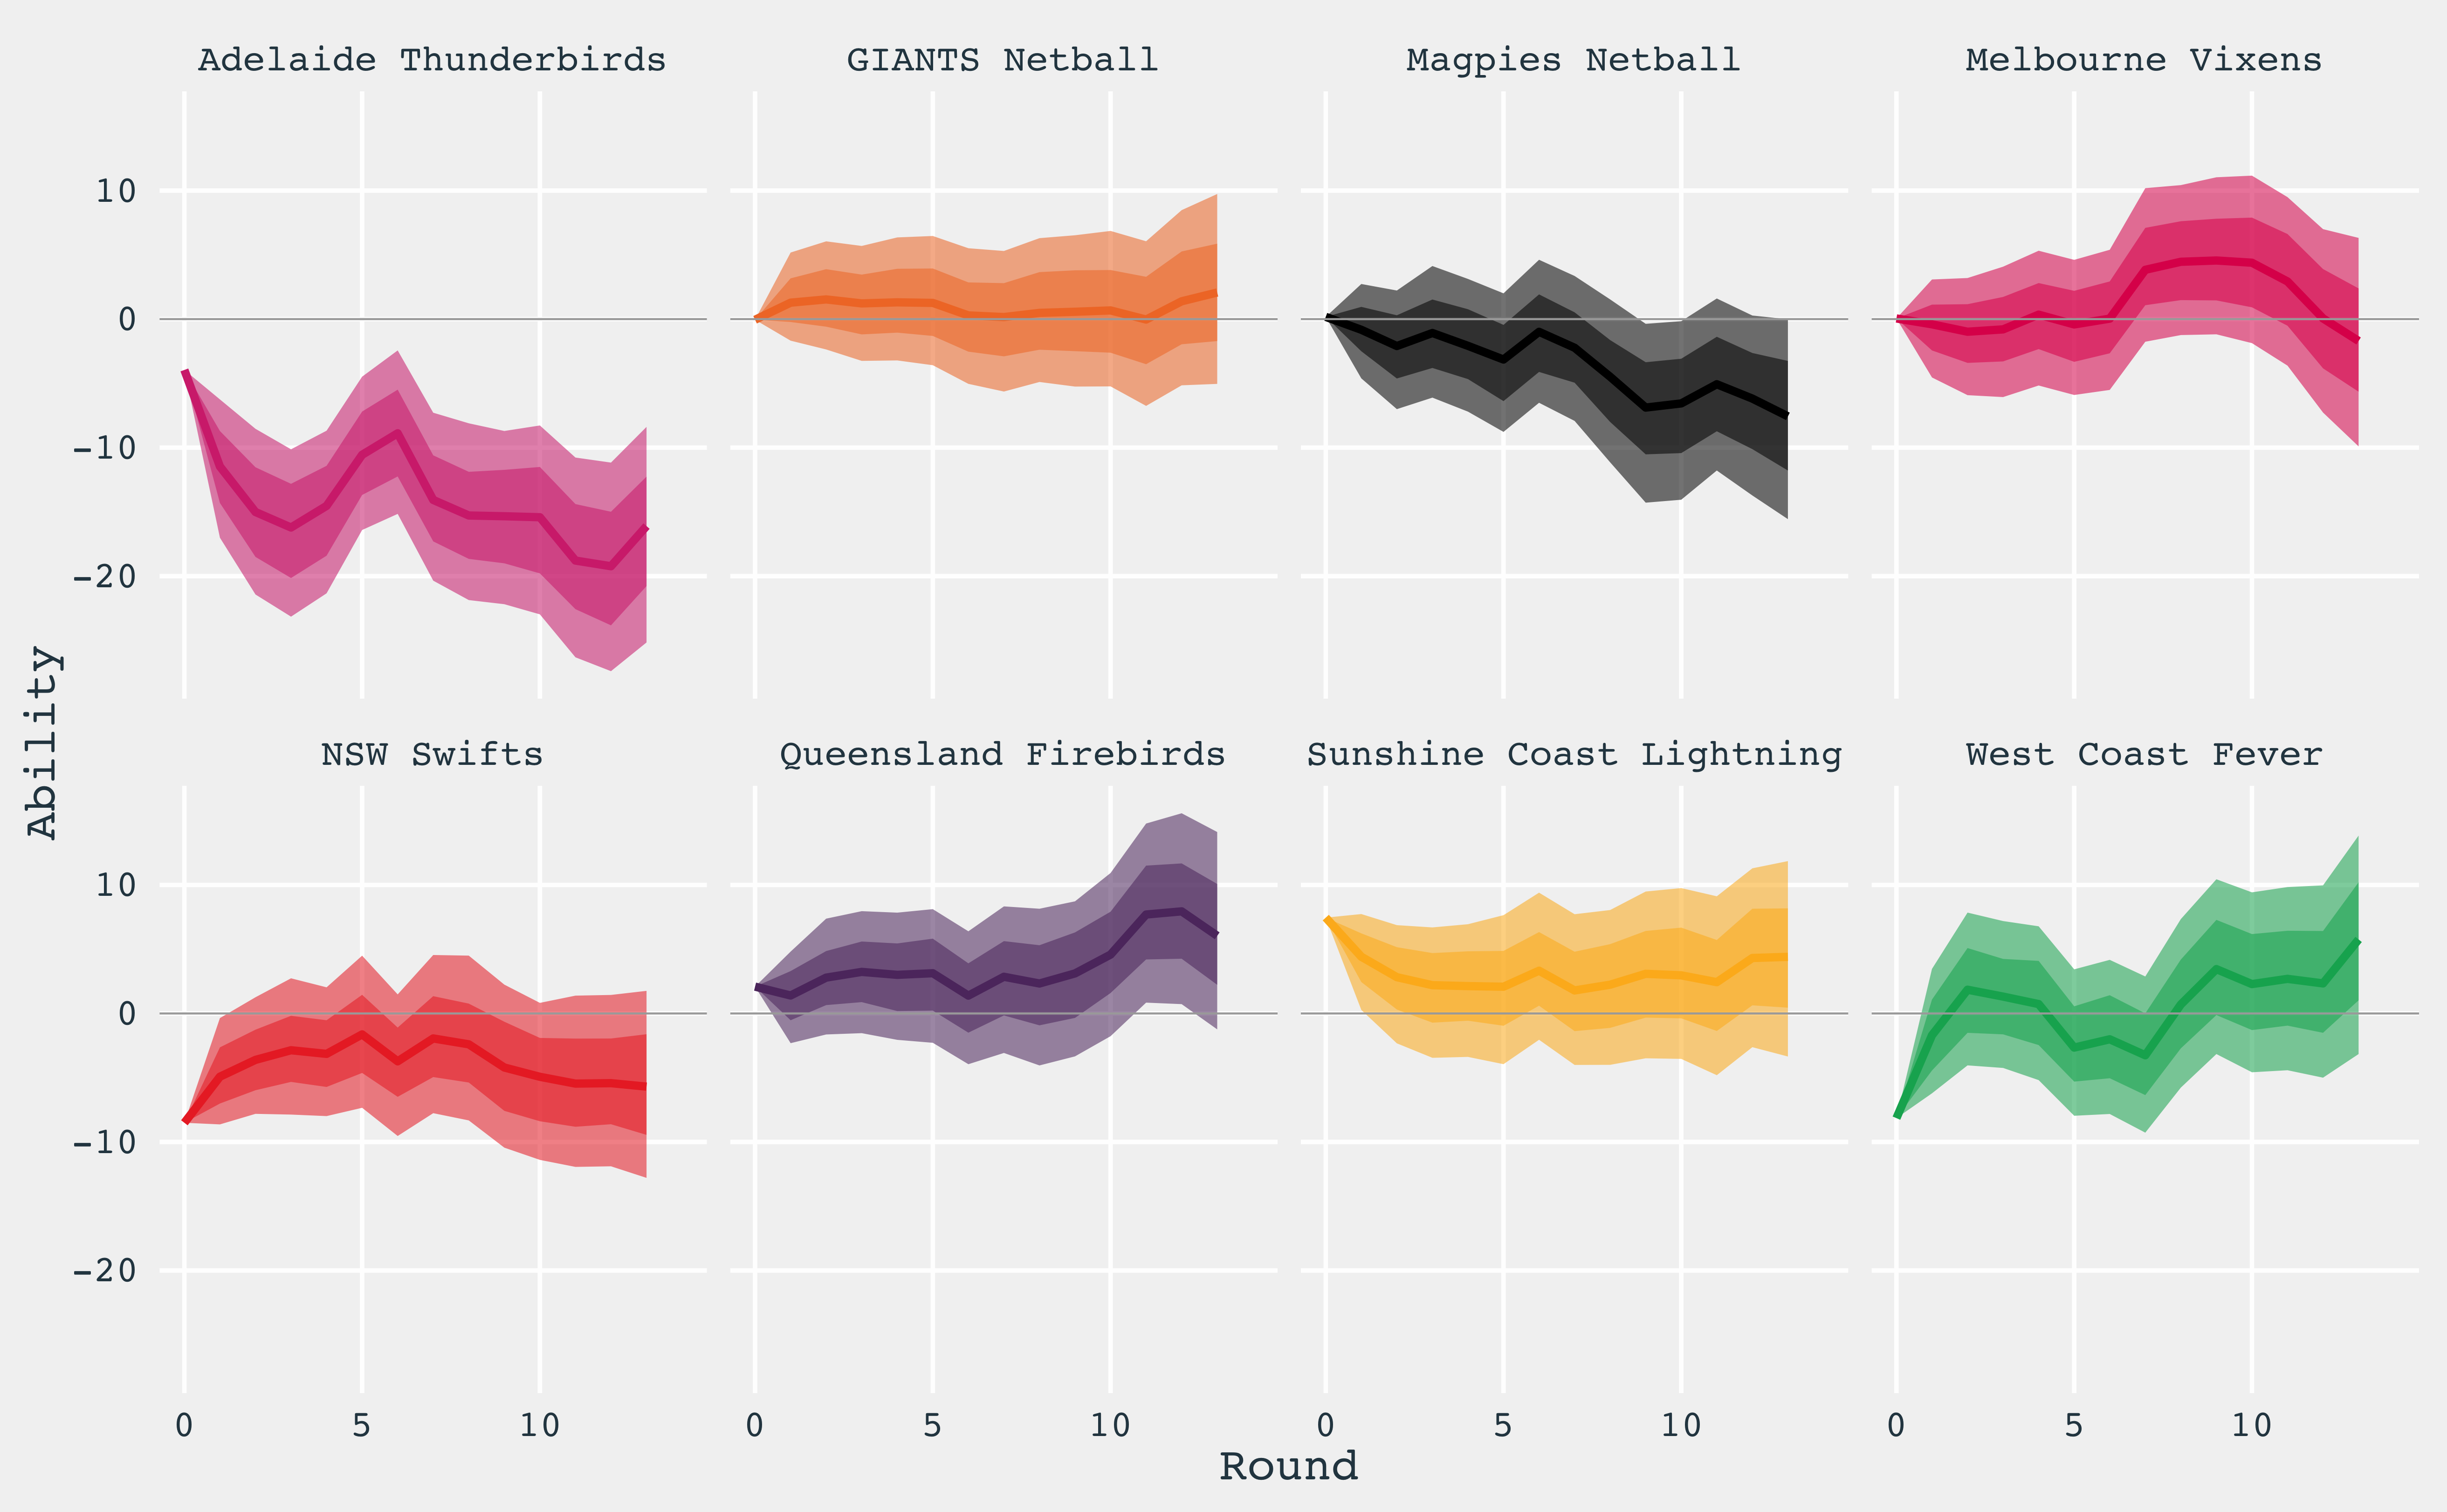 Adelaide Thunderbirds GIANTS Netball Magpies Netball Melbourne Vixens
10
0
-10
-20
Ability
NSW Swifts Queensland Firebirds Sunshine Coast Lightning West Coast Fever
10
0
-10
-20
0 5 10 0 5 10 0 5 10 0 5 10
Round